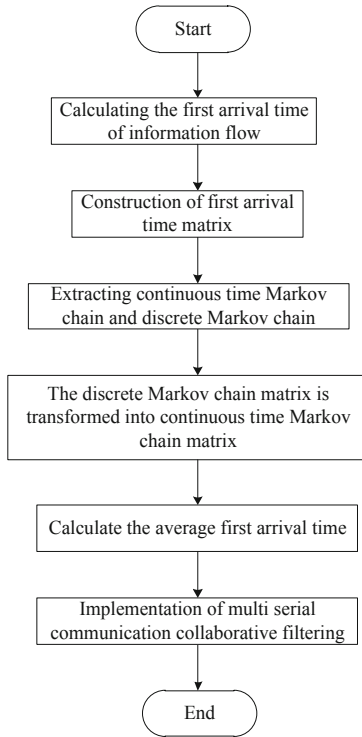 Start
Calculating the first arrival time
of information flow
Construction of first arrival
time matrix
Extracting continuous time Markov
chain and discrete Markov chain
The discrete Markov chain matrix is
transformed into continuous time Markov
chain matrix
Calculate the average first arrival time
Implementation of multi serial
communication collaborative filtering
End